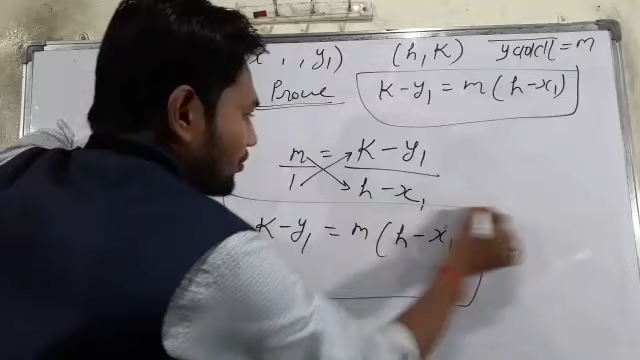 x₁, y₁) (h, K) = m
Prove K - y₁ = m (h - x₁)
m/1 = K - y₁/h - x₁
K - y₁ = m (h - x₁